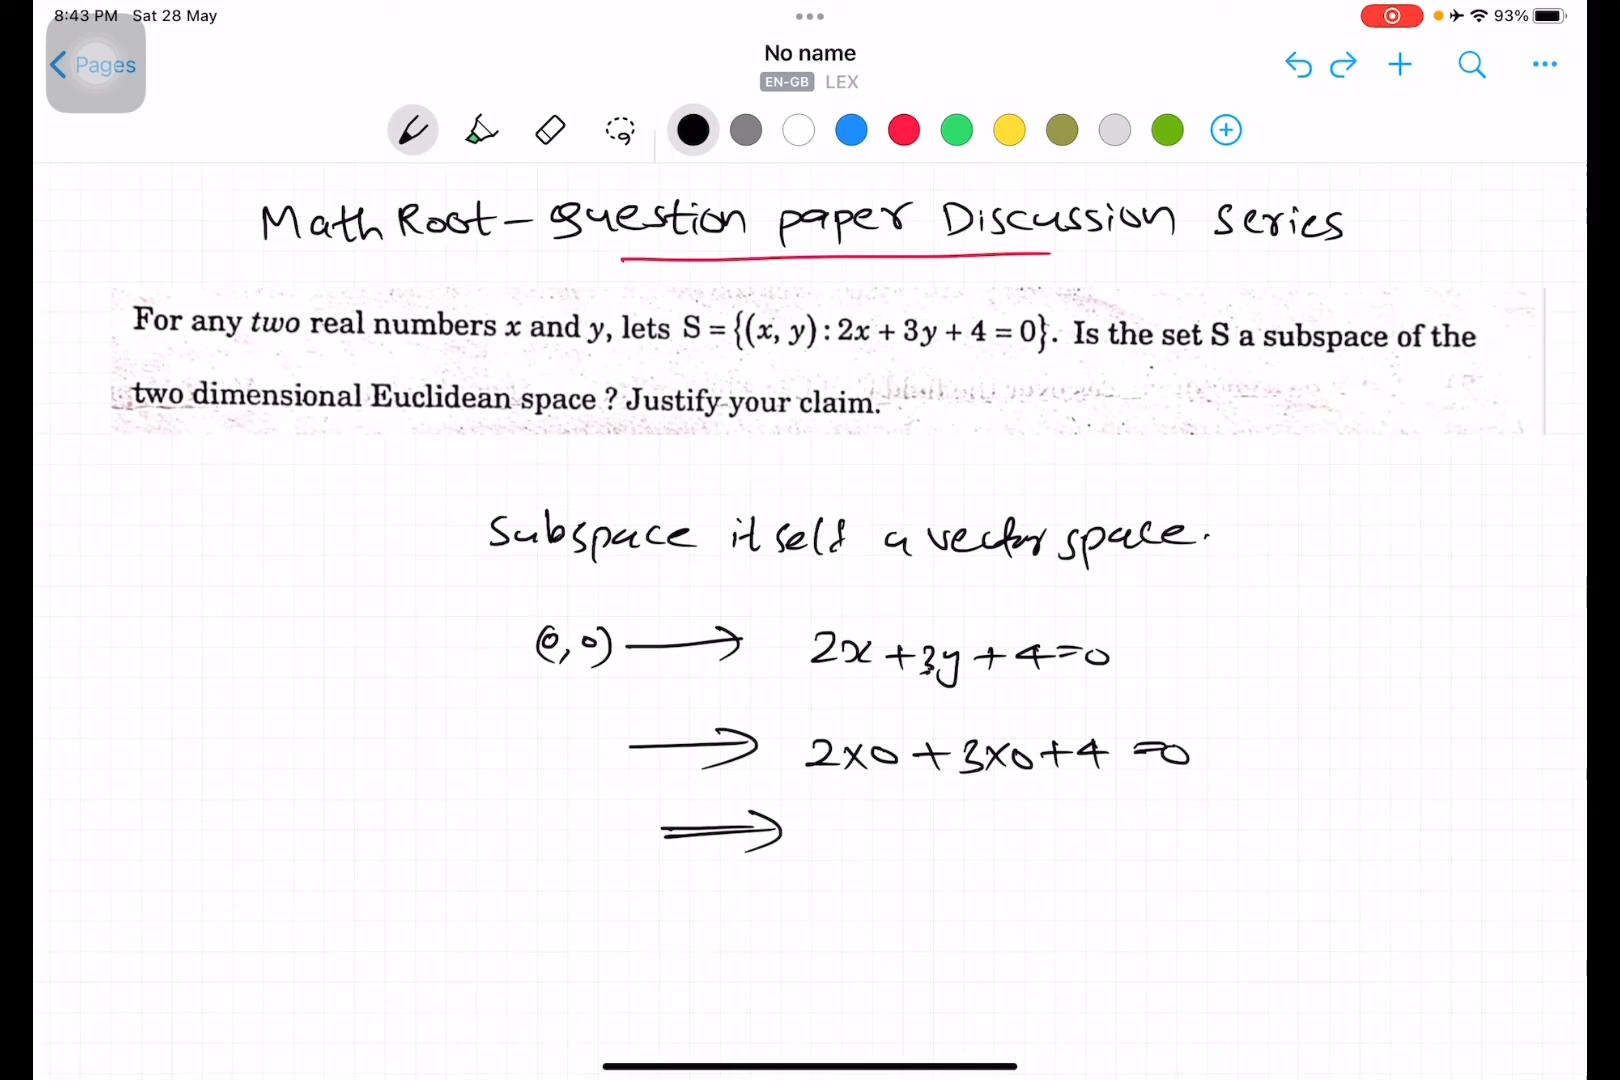 8:43 PM Sat 28 May
93%
Pages
No name
EN-GB LEX
Math Root - Question paper Discussion Series
For any two real numbers x and y, lets S = {(x, y) : 2x + 3y + 4 = 0}. Is the set S a subspace of the
two dimensional Euclidean space ? Justify your claim.
Subspace itself a vector space.
(0, 0) ⟶ 2x + 3y + 4 = 0
⟶ 2×0 + 3×0 + 4 = 0
⟹